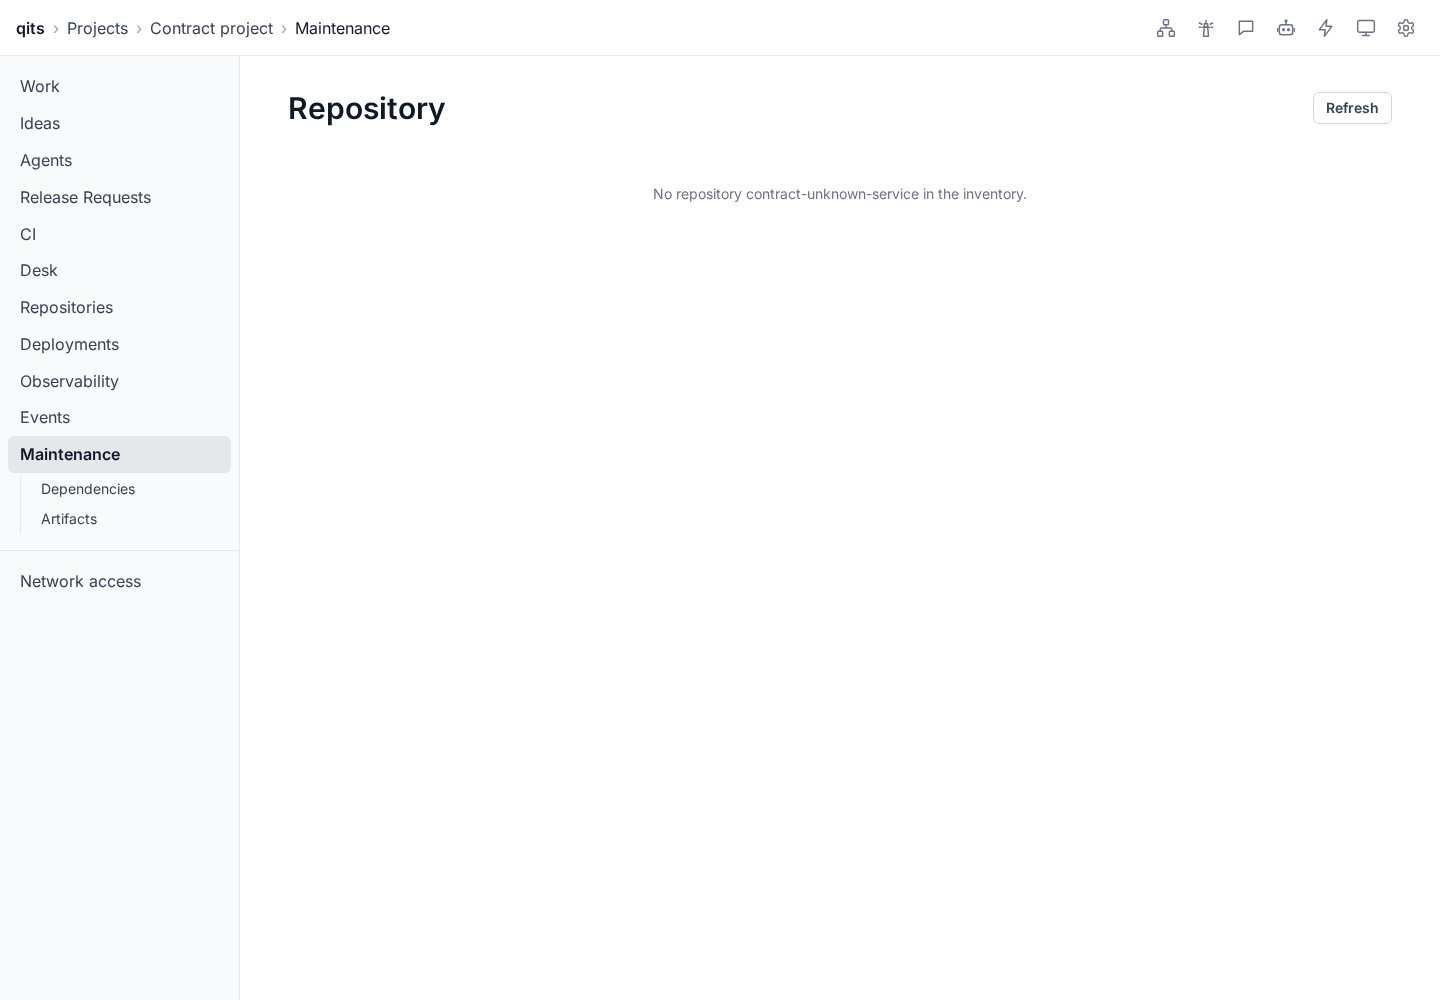 qits › Projects › Contract project › Maintenance
Work
Ideas
Agents
Release Requests
CI
Desk
Repositories
Deployments
Observability
Events
Maintenance
Dependencies
Artifacts
Network access
Repository
Refresh
No repository contract-unknown-service in the inventory.